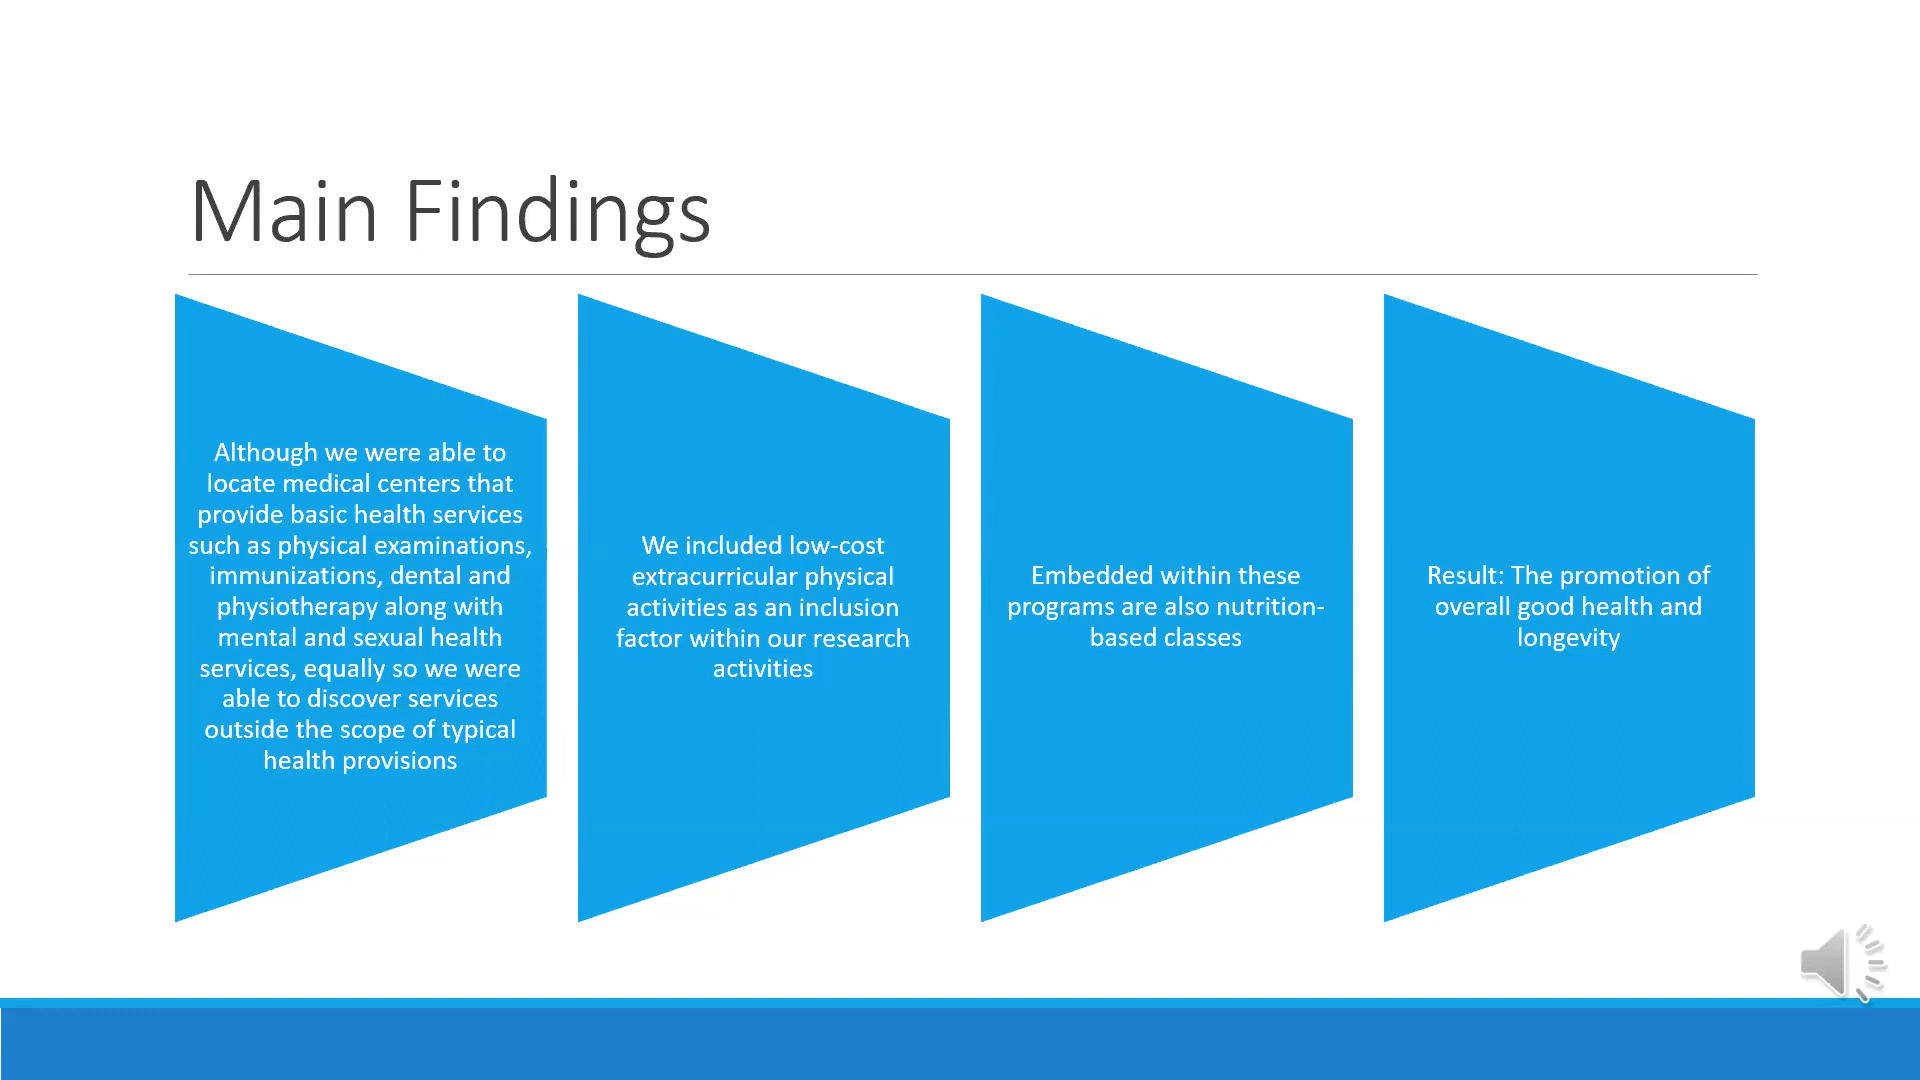 Main Findings
Although we were able to
locate medical centers that
provide basic health services
such as physical examinations,
immunizations, dental and
physiotherapy along with
mental and sexual health
services, equally so we were
able to discover services
outside the scope of typical
health provisions
We included low-cost
extracurricular physical
activities as an inclusion
factor within our research
activities
Embedded within these
programs are also nutrition-
based classes
Result: The promotion of
overall good health and
longevity